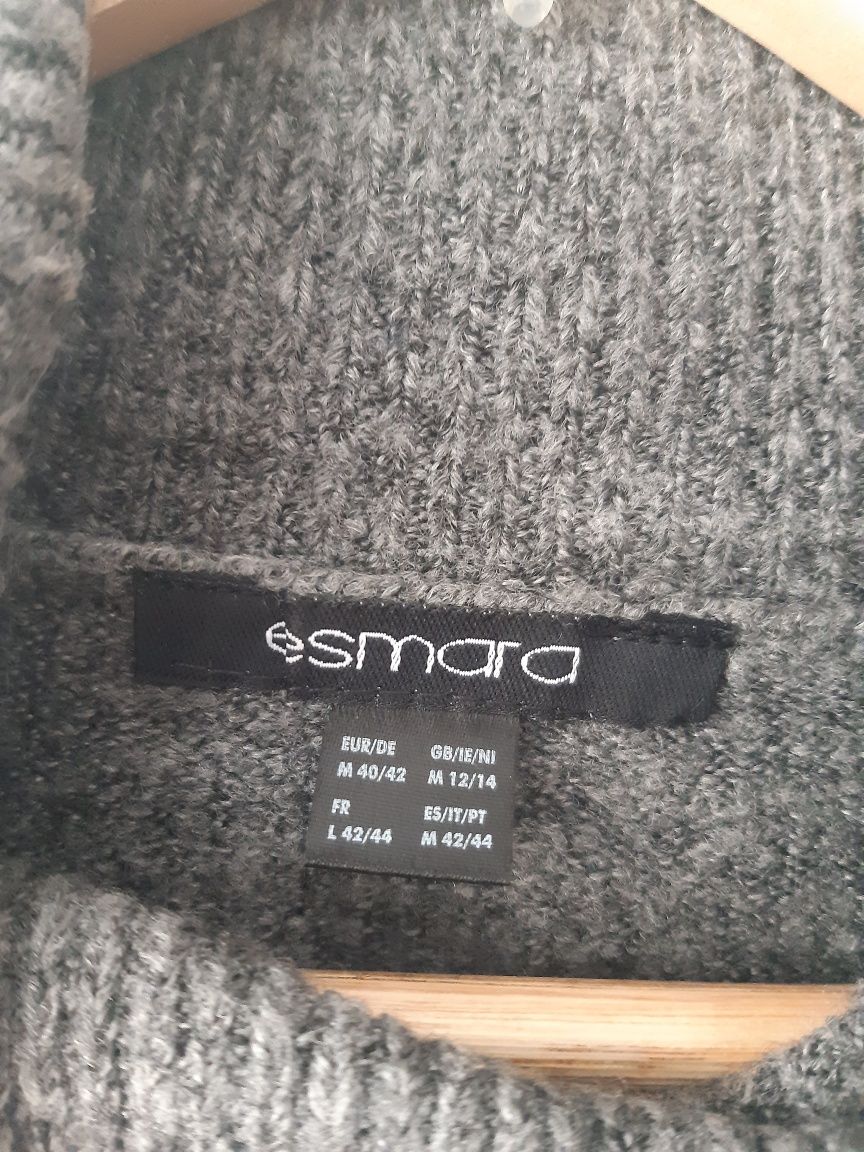 esmara
EUR/DE GB/IE/NI
M 40/42 M 12/14
FR ES/IT/PT
L 42/44 M 42/44